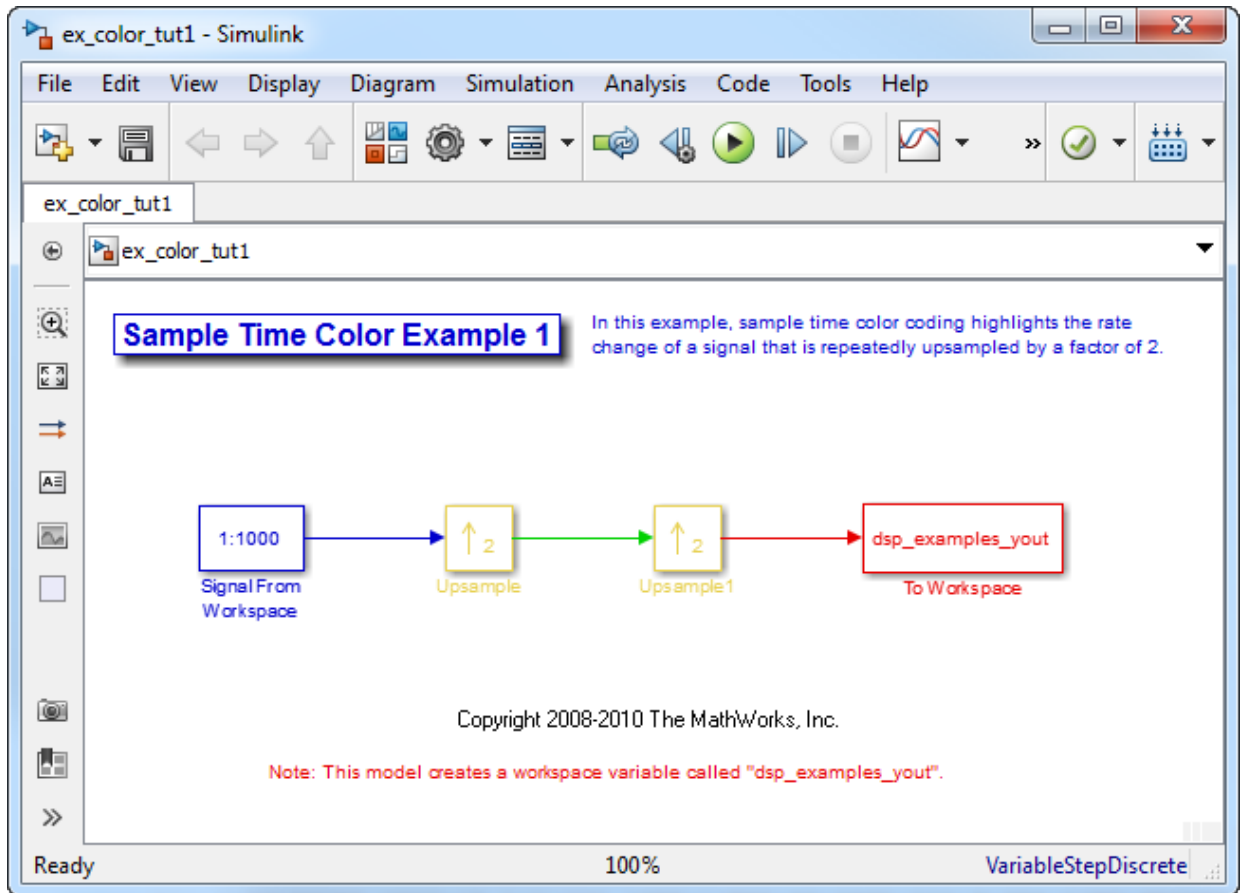 ex_color_tut1 - Simulink
File Edit View Display Diagram Simulation Analysis Code Tools Help
ex_color_tut1
ex_color_tut1
Sample Time Color Example 1
In this example, sample time color coding highlights the rate
change of a signal that is repeatedly upsampled by a factor of 2.
1:1000
2
2
dsp_examples_yout
Signal From
Workspace
Upsample
Upsample1
To Workspace
Copyright 2008-2010 The MathWorks, Inc.
Note: This model creates a workspace variable called "dsp_examples_yout".
Ready
100%
VariableStepDiscrete